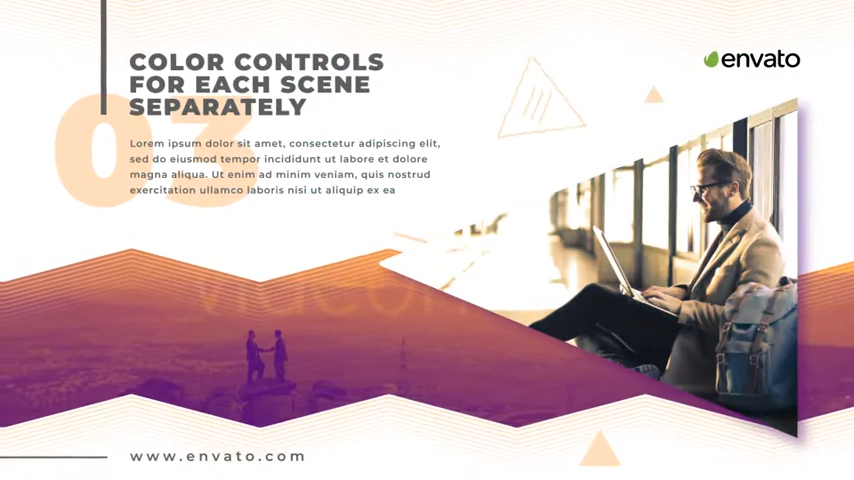 COLOR CONTROLS
FOR EACH SCENE
SEPARATELY
03
envato
Lorem ipsum dolor sit amet, consectetur adipiscing elit,
sed do eiusmod tempor incididunt ut labore et dolore
magna aliqua. Ut enim ad minim veniam, quis nostrud
exercitation ullamco laboris nisi ut aliquip ex ea
www.envato.com